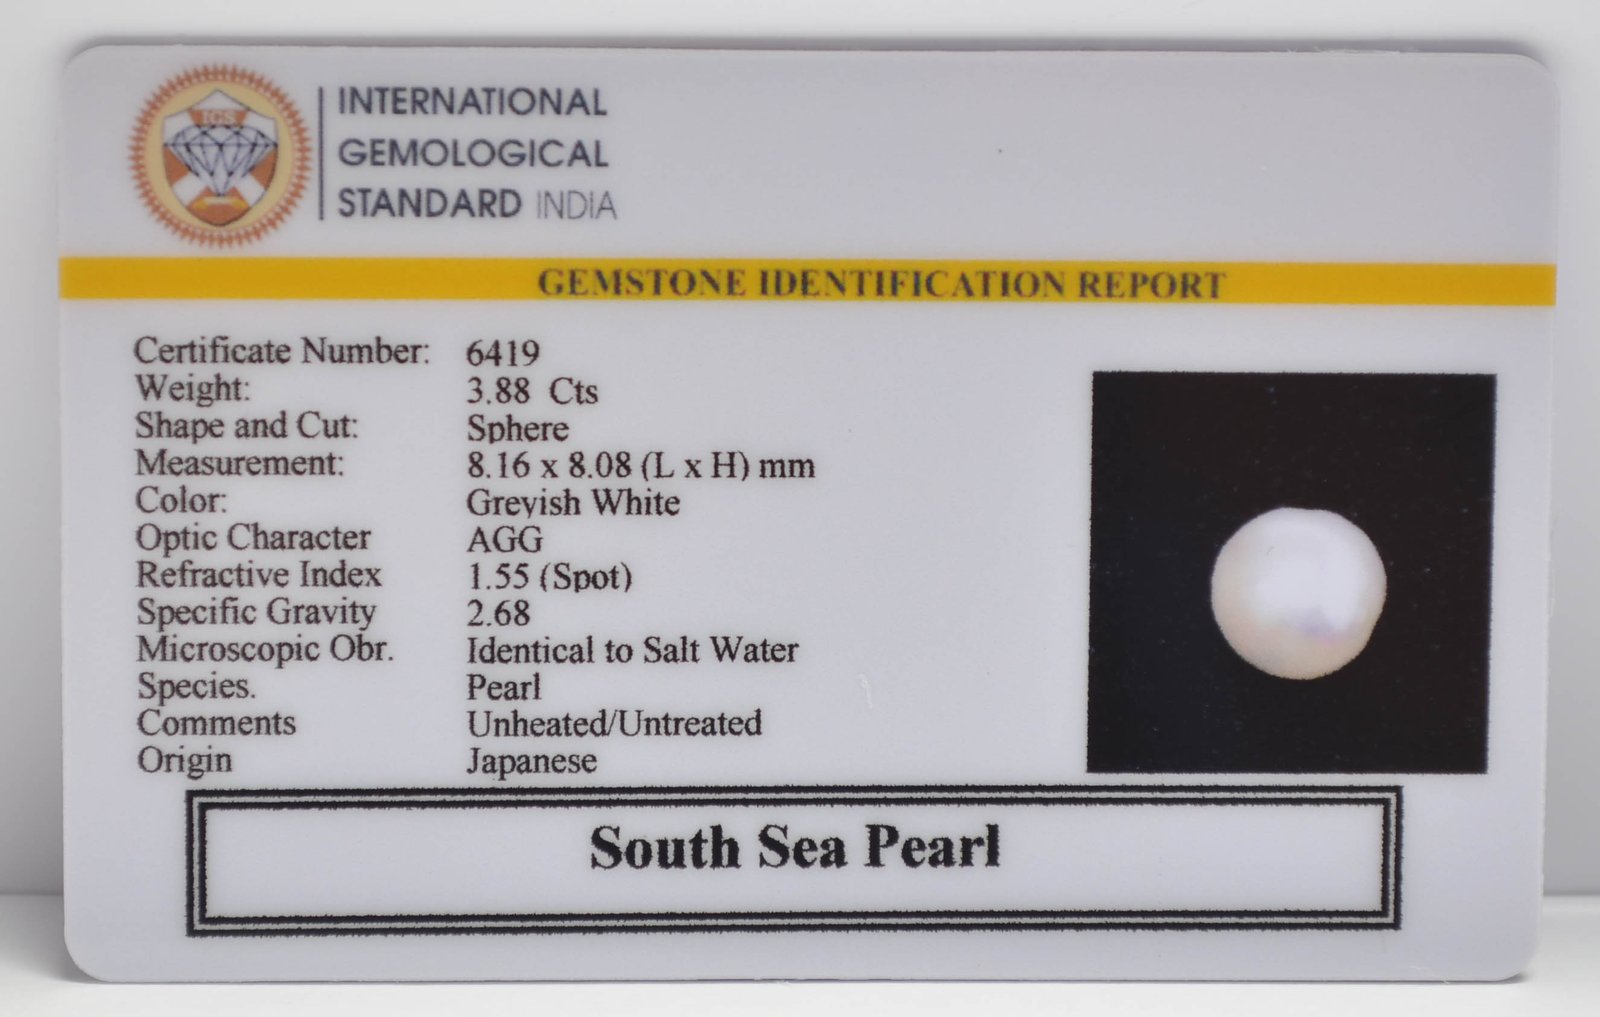 IGS
INTERNATIONAL
GEMOLOGICAL
STANDARD INDIA
GEMSTONE IDENTIFICATION REPORT
Certificate Number: 6419
Weight: 3.88 Cts
Shape and Cut: Sphere
Measurement: 8.16 x 8.08 (L x H) mm
Color: Greyish White
Optic Character AGG
Refractive Index 1.55 (Spot)
Specific Gravity 2.68
Microscopic Obr. Identical to Salt Water
Species. Pearl
Comments Unheated/Untreated
Origin Japanese
South Sea Pearl